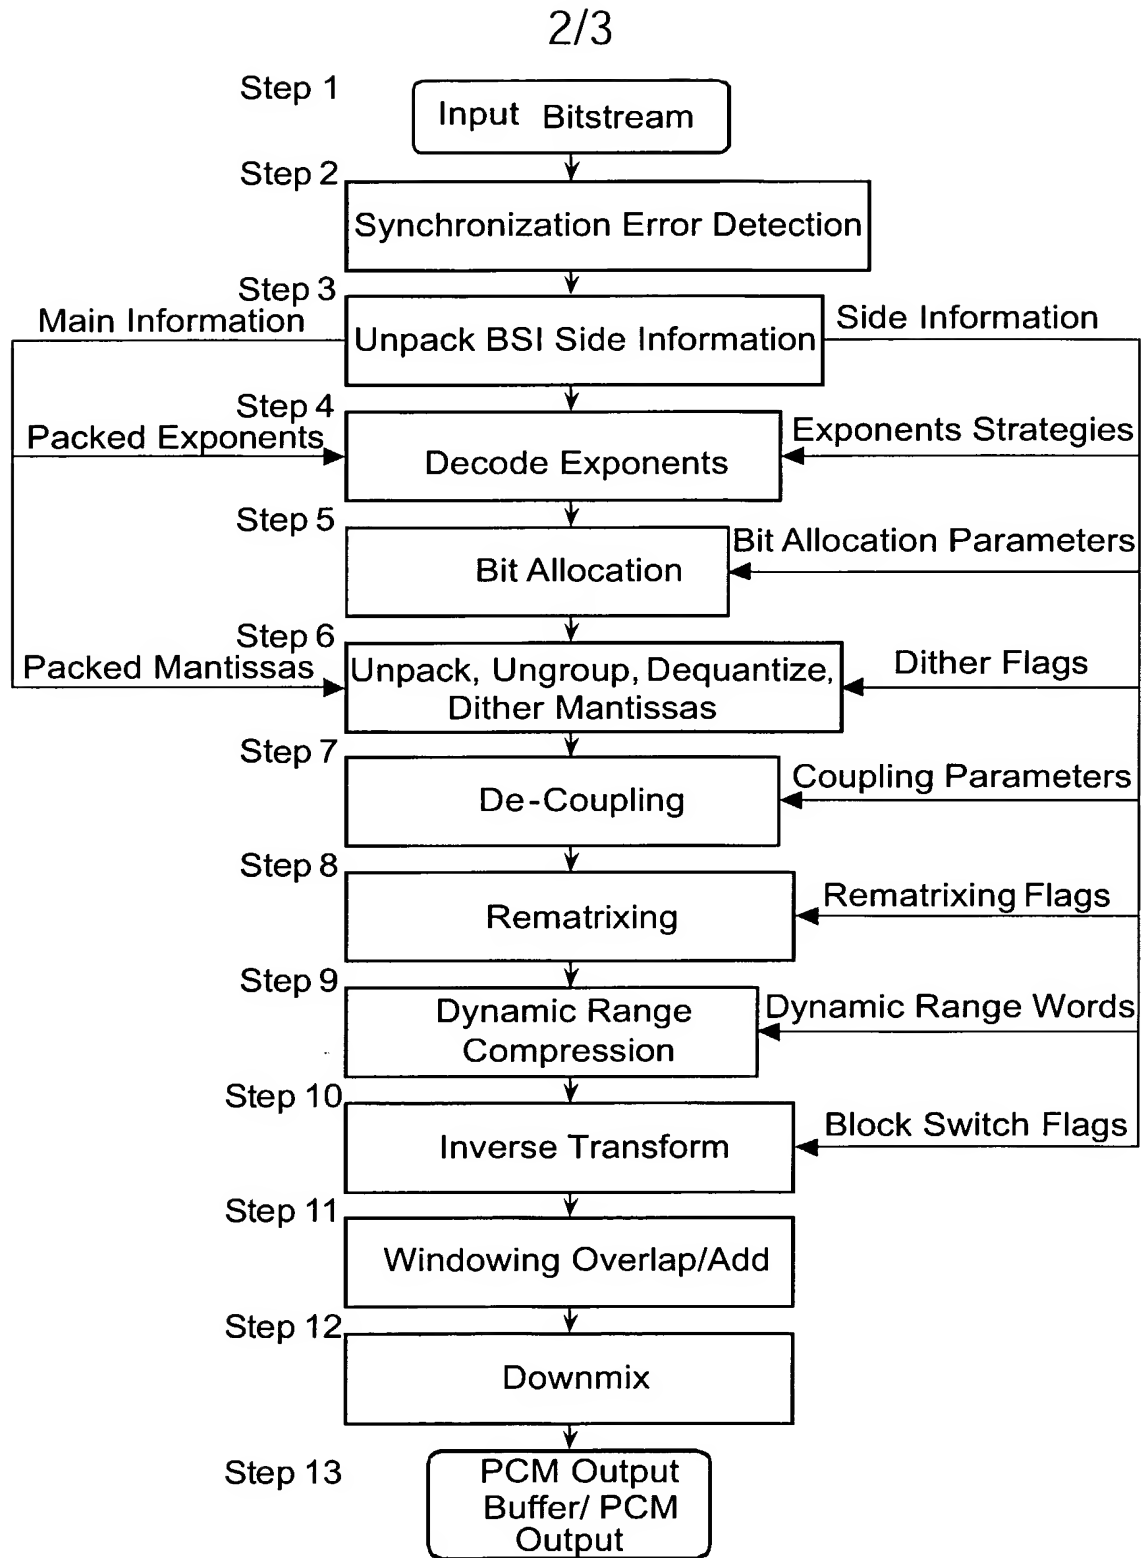 2/3
Step 1
Input Bitstream
Step 2
Synchronization Error Detection
Step 3
Main Information
Unpack BSI Side Information
Side Information
Step 4
Packed Exponents
Decode Exponents
Exponents Strategies
Step 5
Bit Allocation
Bit Allocation Parameters
Step 6
Packed Mantissas
Unpack, Ungroup, Dequantize,
Dither Mantissas
Dither Flags
Step 7
De-Coupling
Coupling Parameters
Step 8
Rematrixing
Rematrixing Flags
Step 9
Dynamic Range
Compression
Dynamic Range Words
Step 10
Inverse Transform
Block Switch Flags
Step 11
Windowing Overlap/Add
Step 12
Downmix
Step 13
PCM Output
Buffer/ PCM
Output